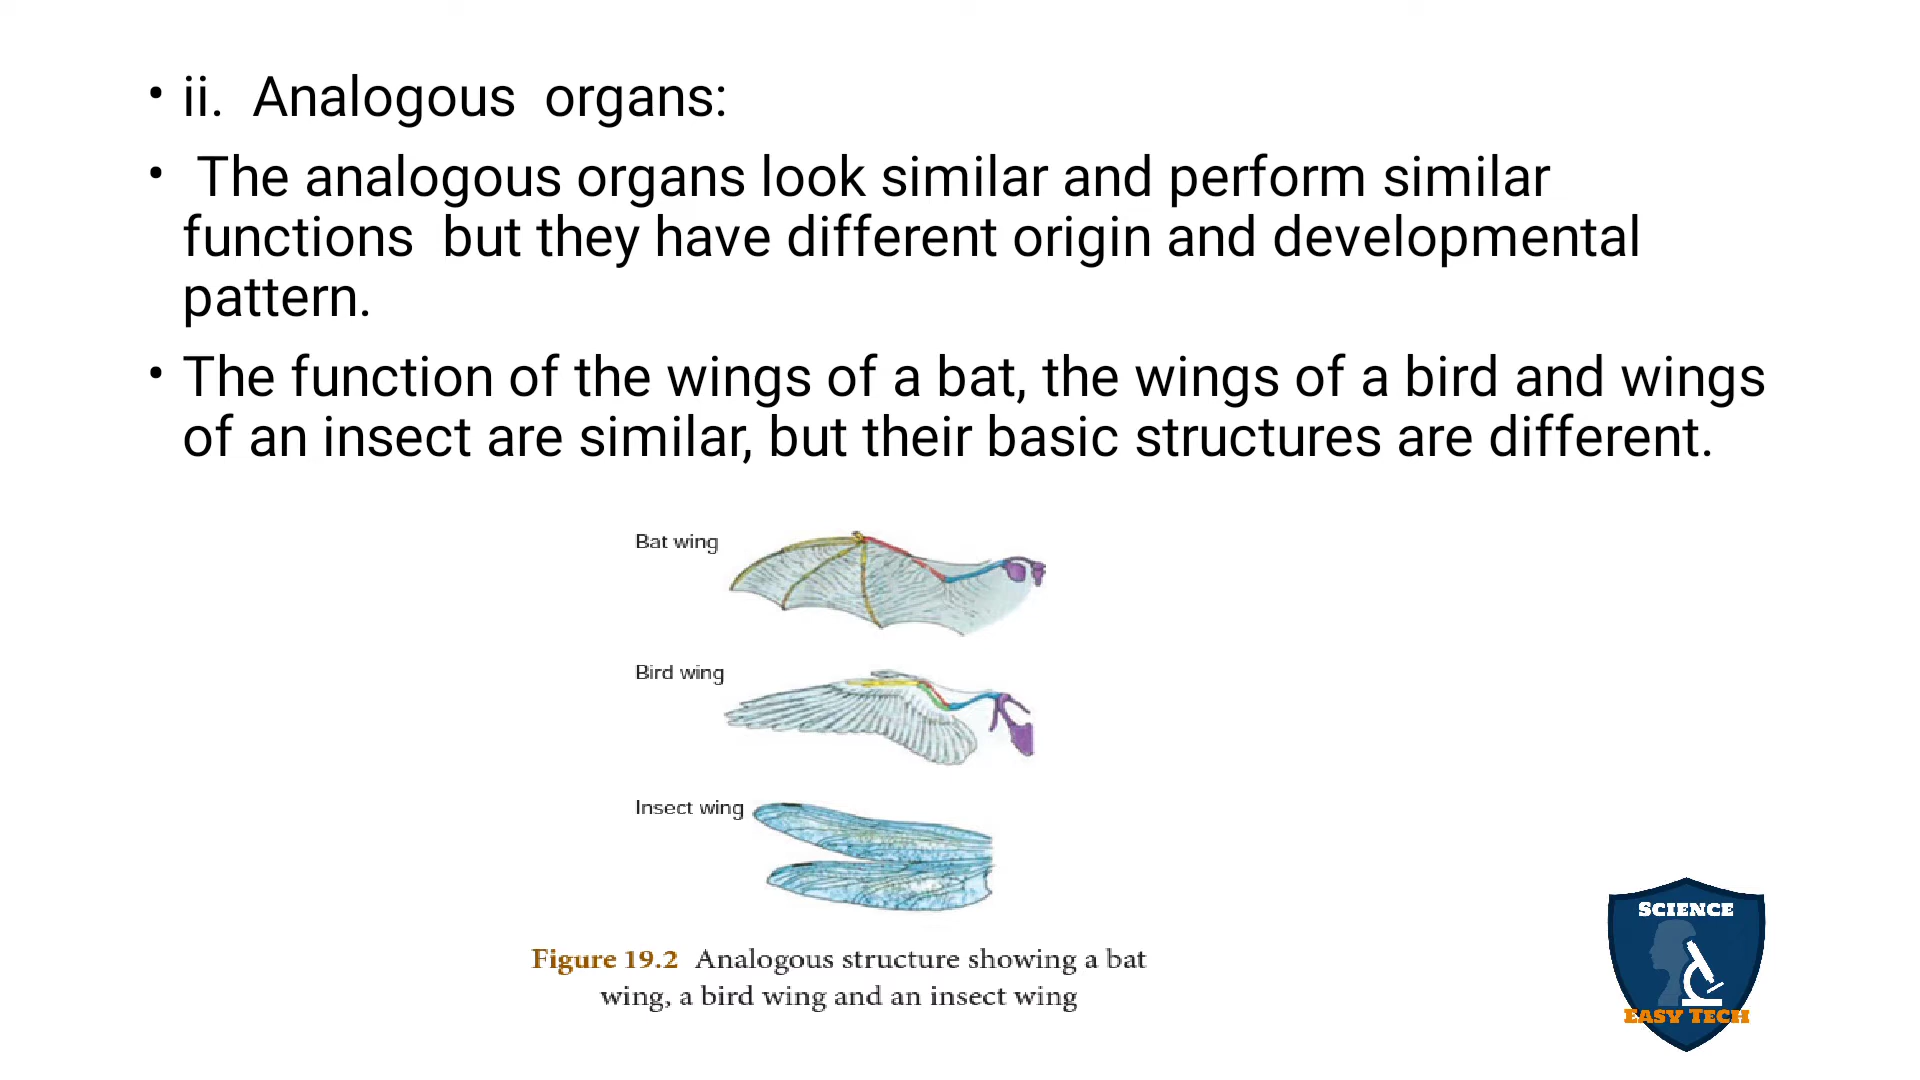 • ii. Analogous organs:
• The analogous organs look similar and perform similar
functions but they have different origin and developmental
pattern.
• The function of the wings of a bat, the wings of a bird and wings
of an insect are similar, but their basic structures are different.
Bat wing
Bird wing
Insect wing
Figure 19.2 Analogous structure showing a bat
wing, a bird wing and an insect wing
SCIENCE
EASY TECH